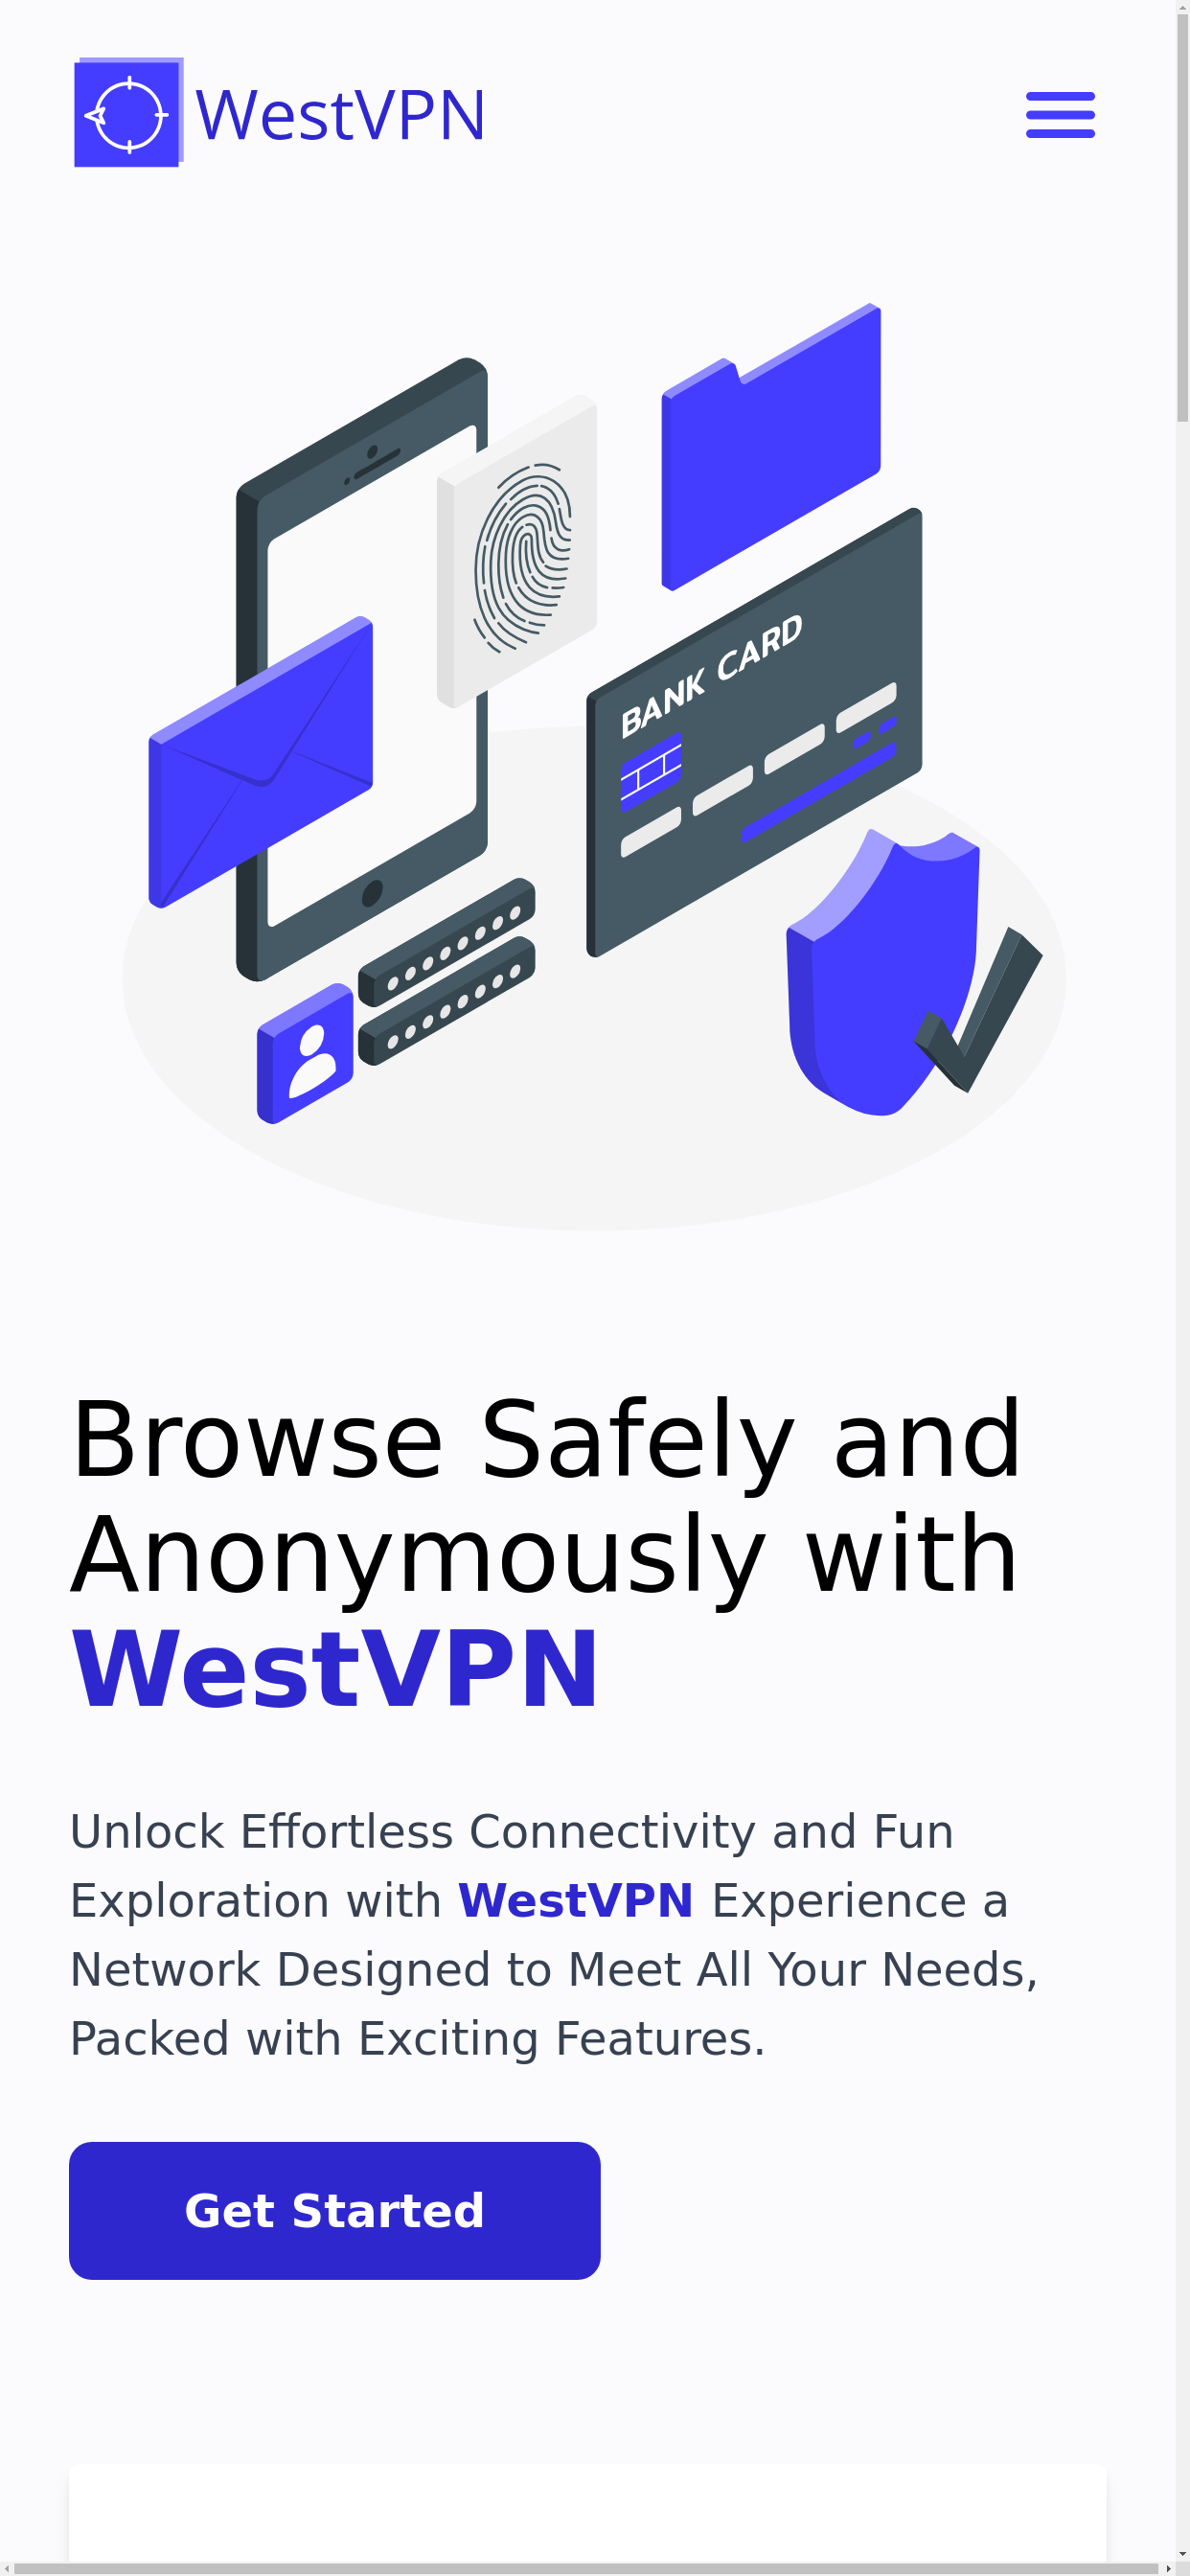 WestVPN
BANK CARD
Browse Safely and
Anonymously with
WestVPN
Unlock Effortless Connectivity and Fun
Exploration with WestVPN Experience a
Network Designed to Meet All Your Needs,
Packed with Exciting Features.
Get Started